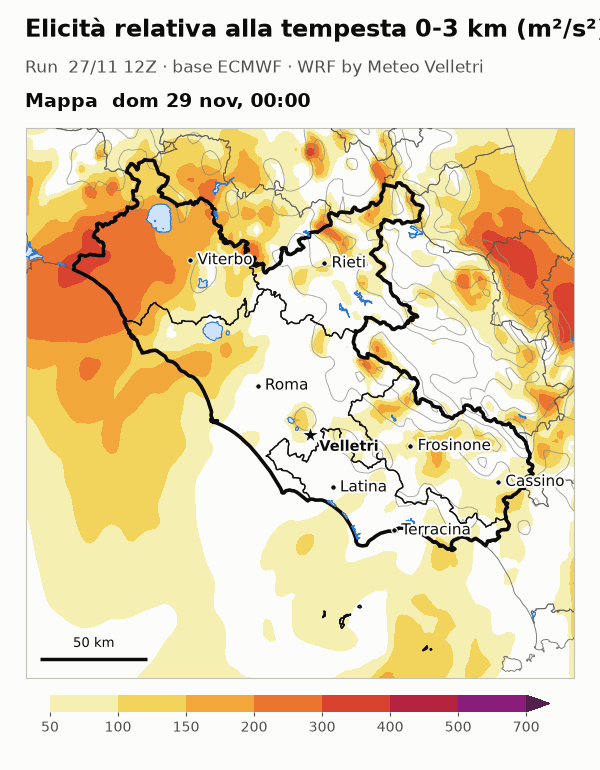 Elicità relativa alla tempesta 0-3 km (m²/s²)
Run 27/11 12Z · base ECMWF · WRF by Meteo Velletri
Mappa dom 29 nov, 00:00
Viterbo
Rieti
Roma
Velletri
Frosinone
Latina
Cassino
Terracina
50 km
50 100 150 200 300 400 500 700